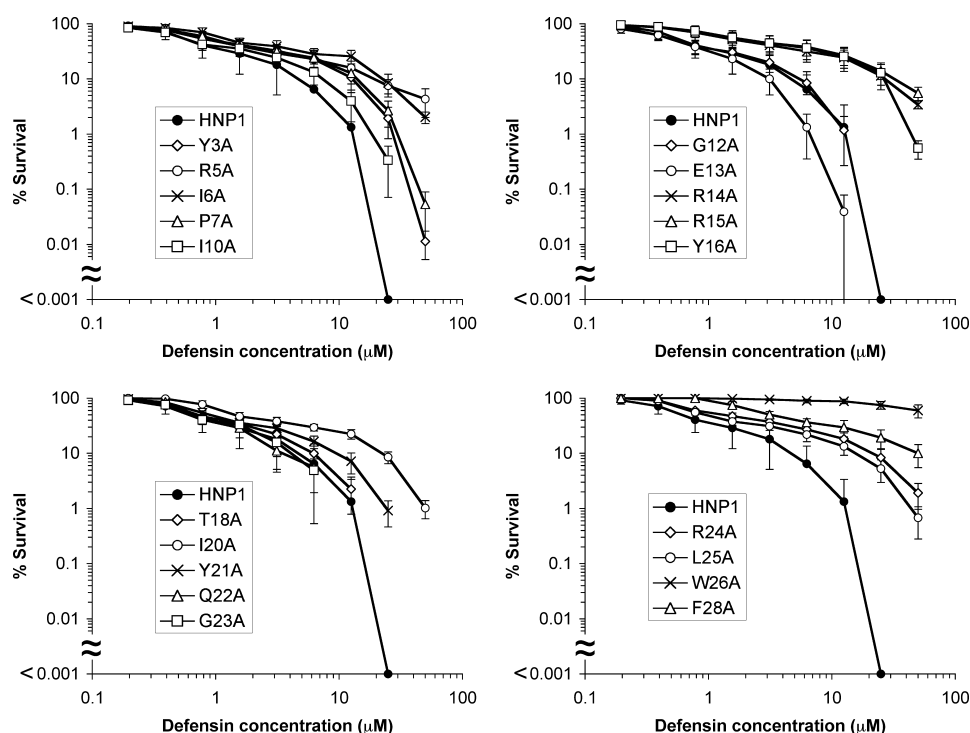 100
10
1
0.1
0.01
< 0.001
% Survival
HNP1
Y3A
R5A
I6A
P7A
I10A
0.1 1 10 100
Defensin concentration (μM)
100
10
1
0.1
0.01
< 0.001
% Survival
HNP1
G12A
E13A
R14A
R15A
Y16A
0.1 1 10 100
Defensin concentration (μM)
100
10
1
0.1
0.01
< 0.001
% Survival
HNP1
T18A
I20A
Y21A
Q22A
G23A
0.1 1 10 100
Defensin concentration (μM)
100
10
1
0.1
0.01
< 0.001
% Survival
HNP1
R24A
L25A
W26A
F28A
0.1 1 10 100
Defensin concentration (μM)